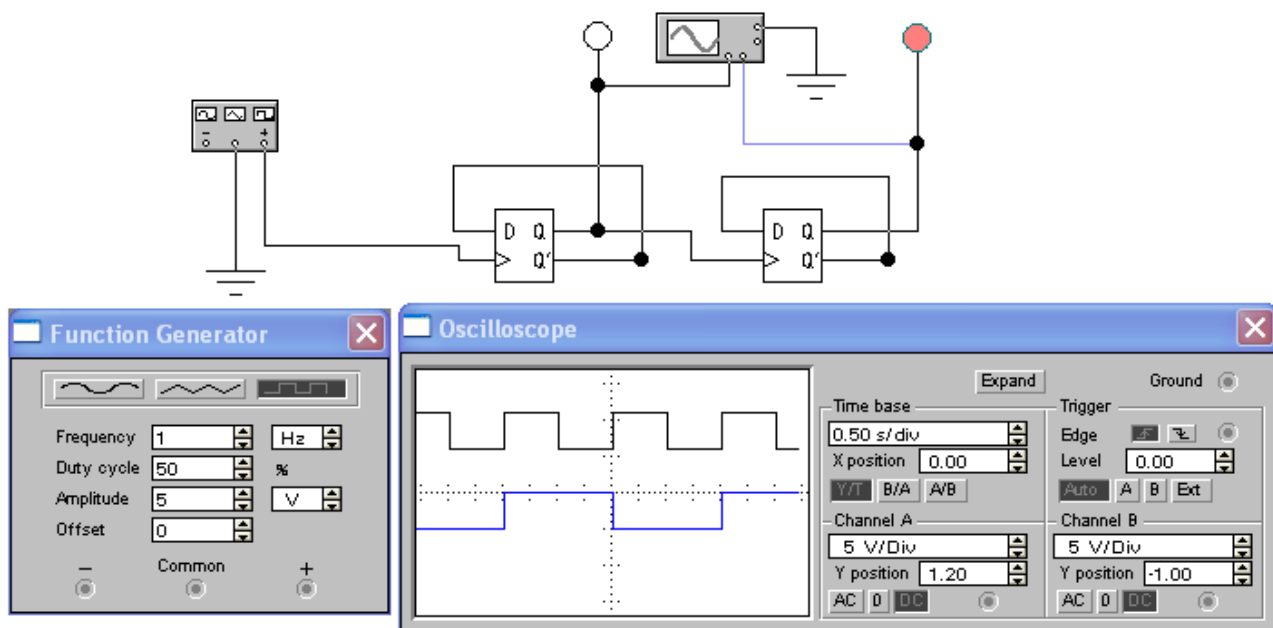 − +
D Q
Q'
D Q
Q'
Function Generator
Frequency 1 Hz
Duty cycle 50 %
Amplitude 5 V
Offset 0
− Common +
Oscilloscope
Expand Ground
Time base
0.50 s/div
X position 0.00
Y/T B/A A/B
Trigger
Edge
Level 0.00
Auto A B Ext
Channel A
5 V/Div
Y position 1.20
AC 0 DC
Channel B
5 V/Div
Y position -1.00
AC 0 DC